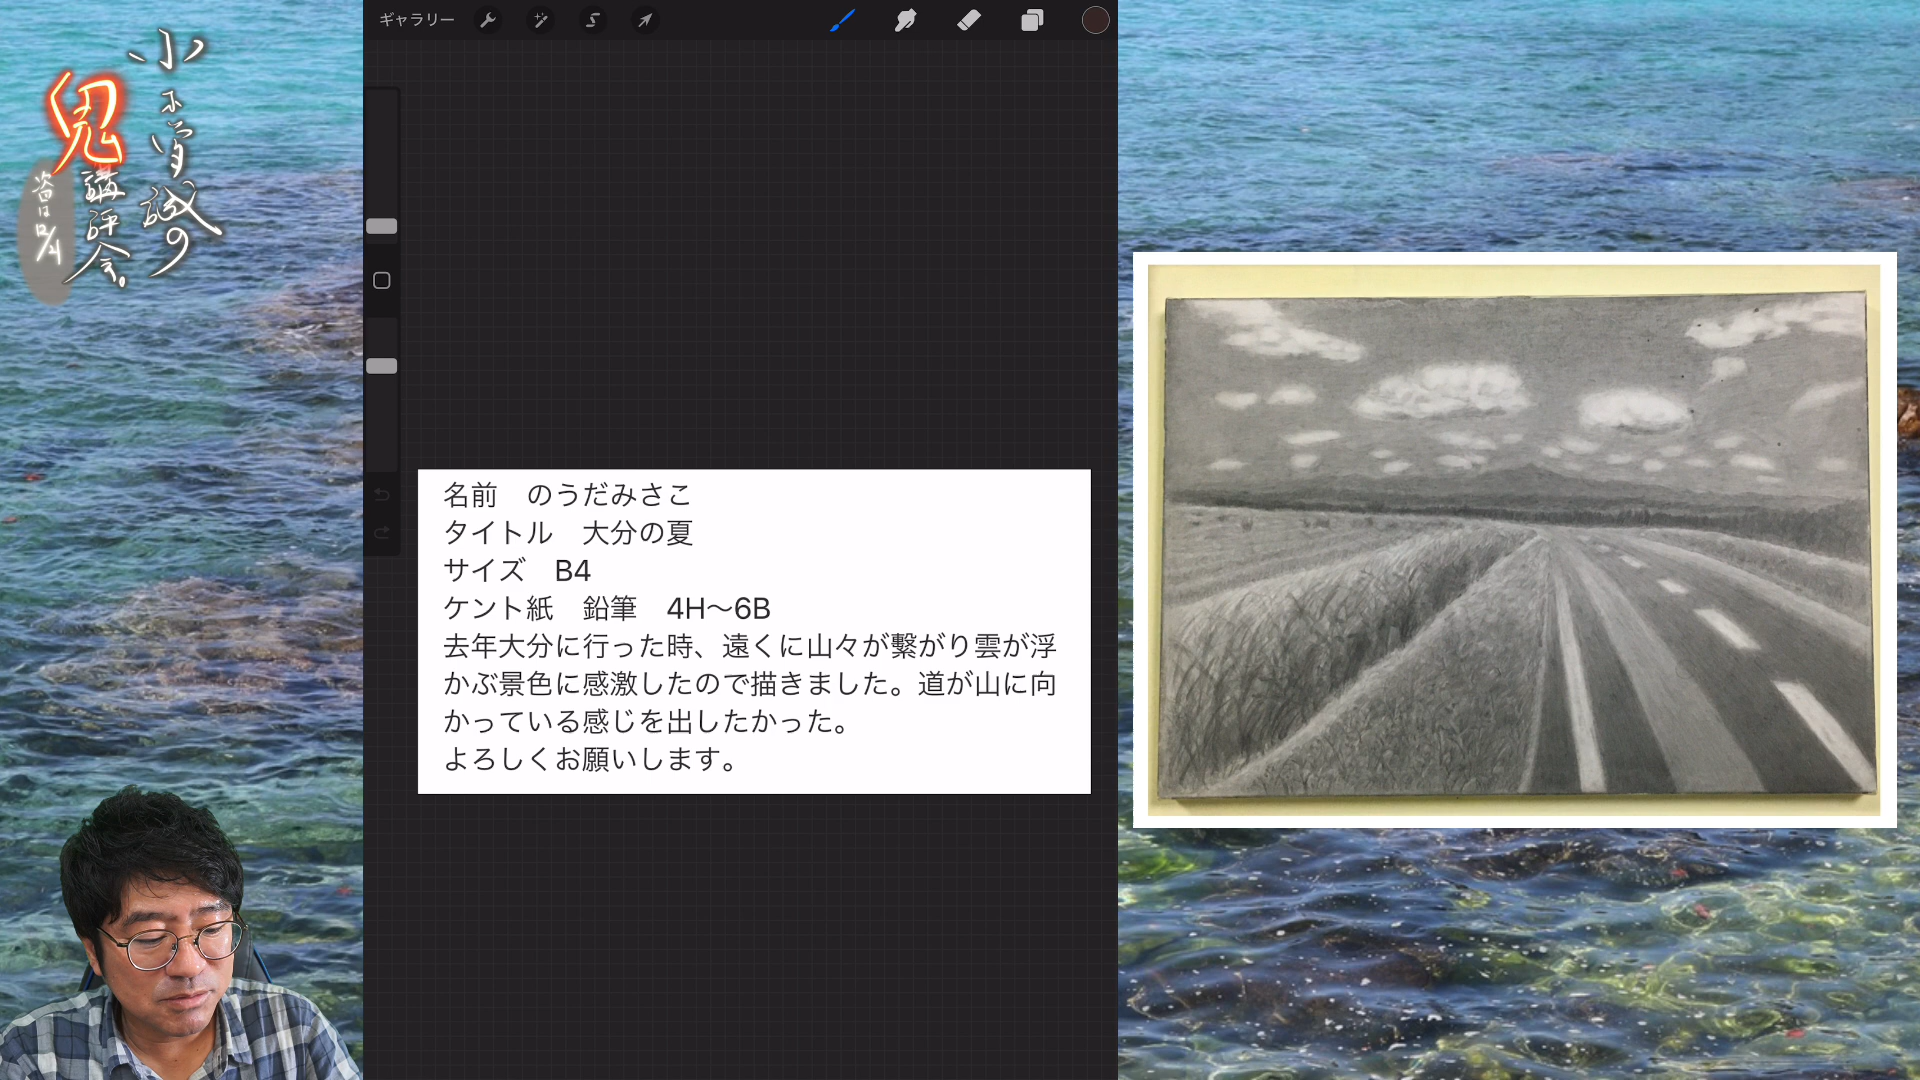 小木曽誠の
鬼
講評会。
ギャラリー
名前　のうだみさこ
タイトル　大分の夏
サイズ　B4
ケント紙　鉛筆　4H〜6B
去年大分に行った時、遠くに山々が繋がり雲が浮
かぶ景色に感激したので描きました。道が山に向
かっている感じを出したかった。
よろしくお願いします。